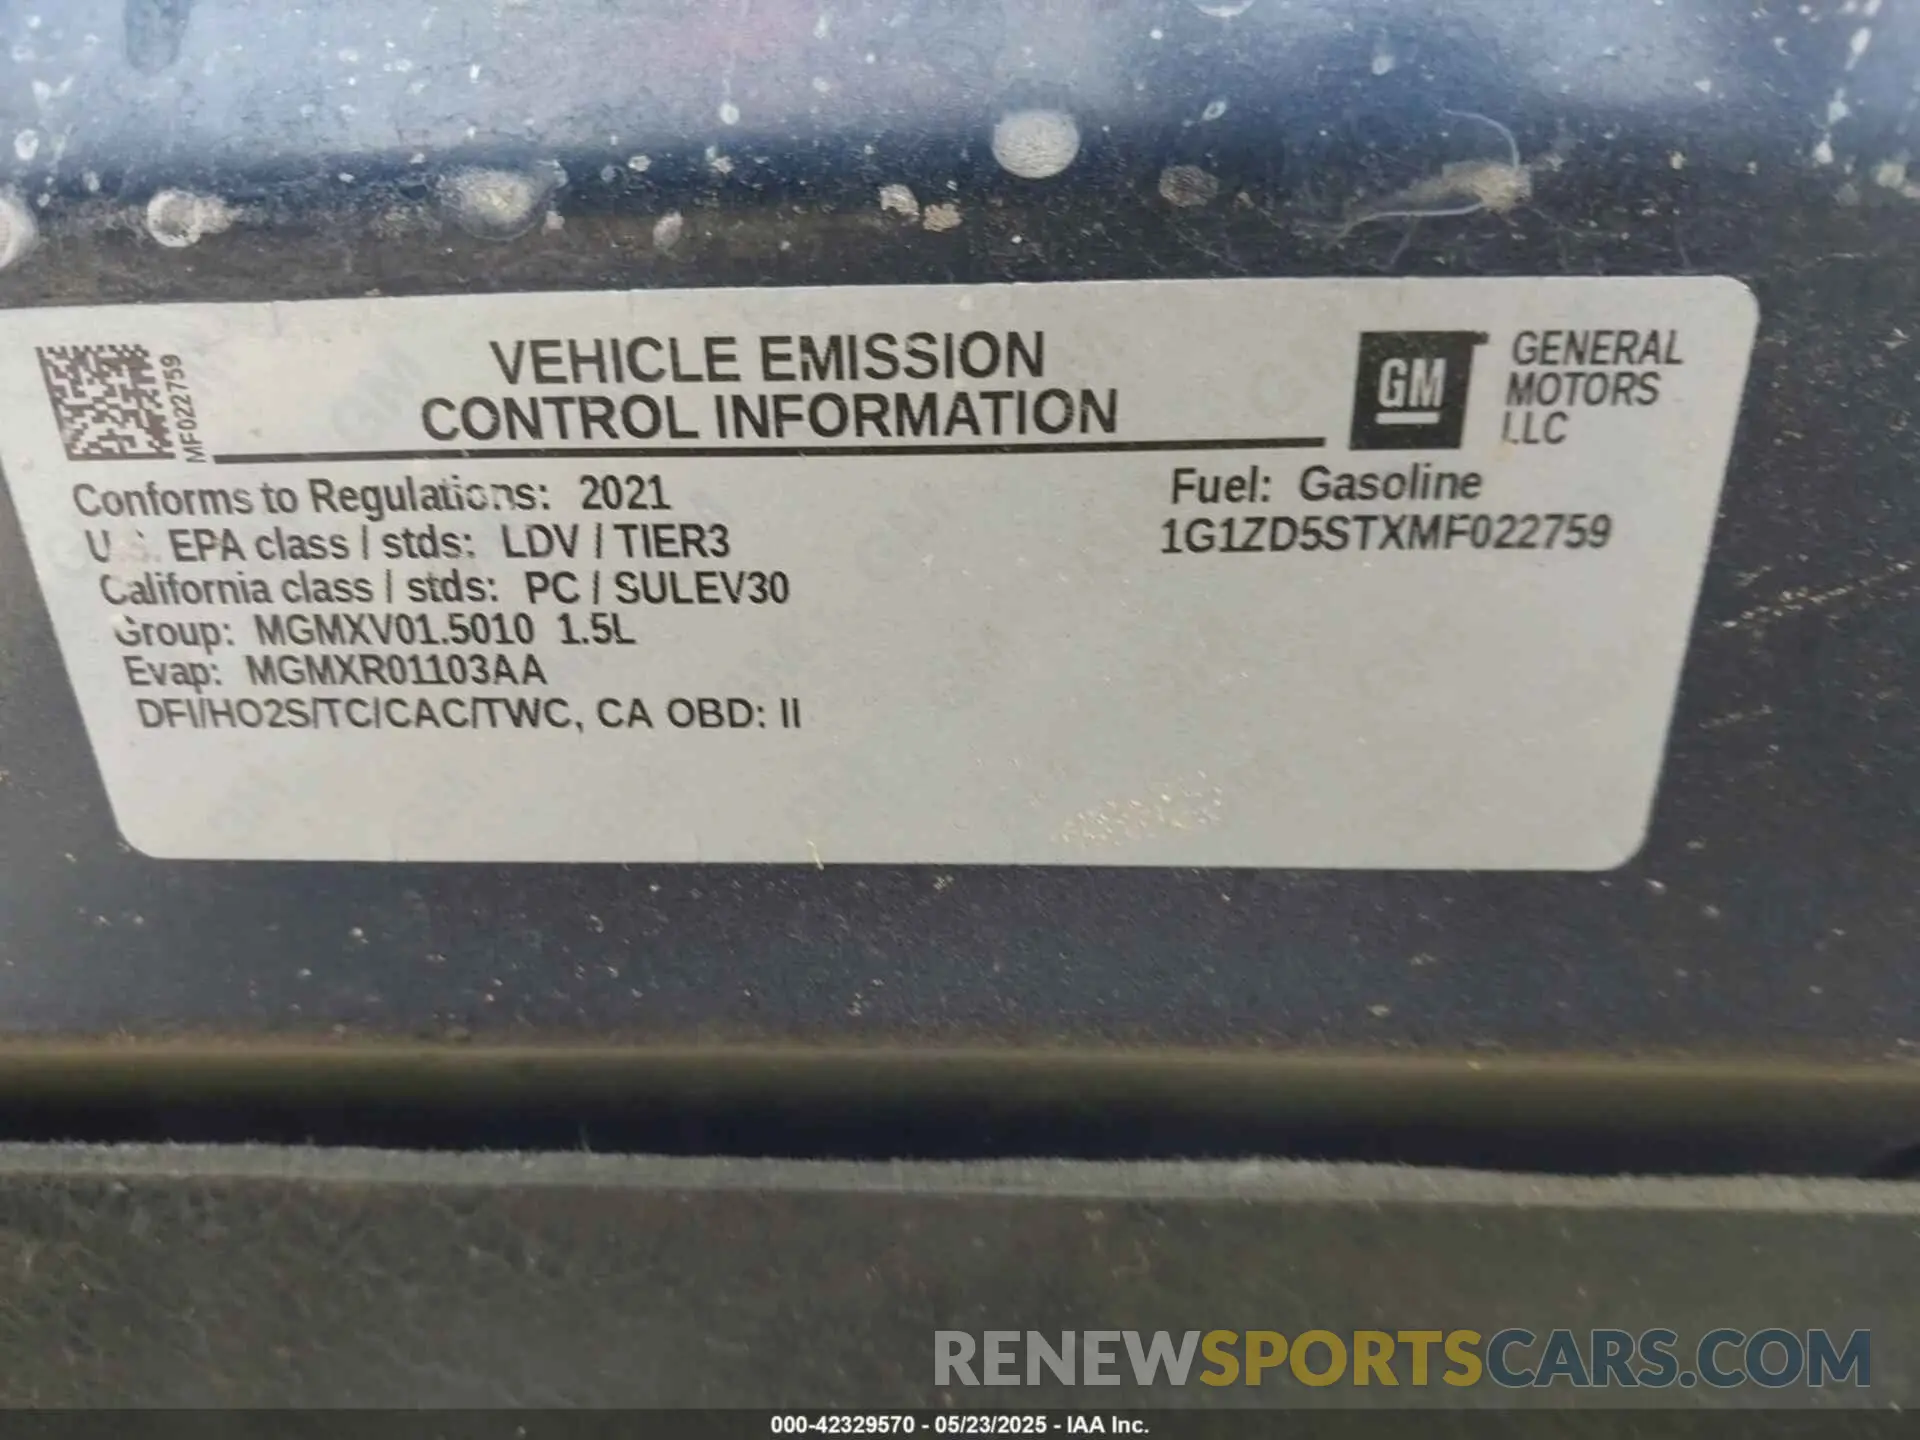 MF022759
VEHICLE EMISSION
CONTROL INFORMATION
GM
GENERAL
MOTORS
LLC
Conforms to Regulations: 2021
U.S. EPA class / stds: LDV / TIER3
California class / stds: PC / SULEV30
Group: MGMXV01.5010 1.5L
Evap: MGMXR01103AA
DFI/HO2S/TC/CAC/TWC, CA OBD: II
Fuel: Gasoline
1G1ZD5STXMF022759
RENEWSPORTSCARS.COM
000-42329570 - 05/23/2025 - IAA Inc.